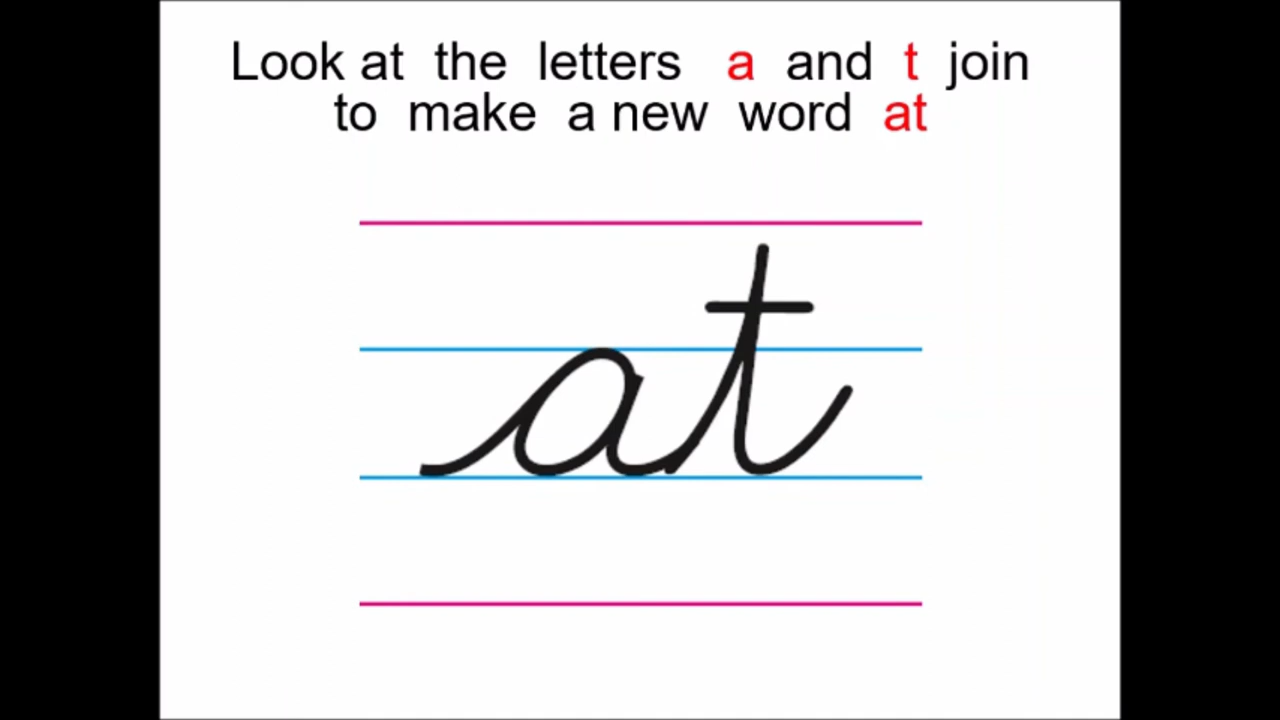 Look at the letters a and t join
to make a new word at
at